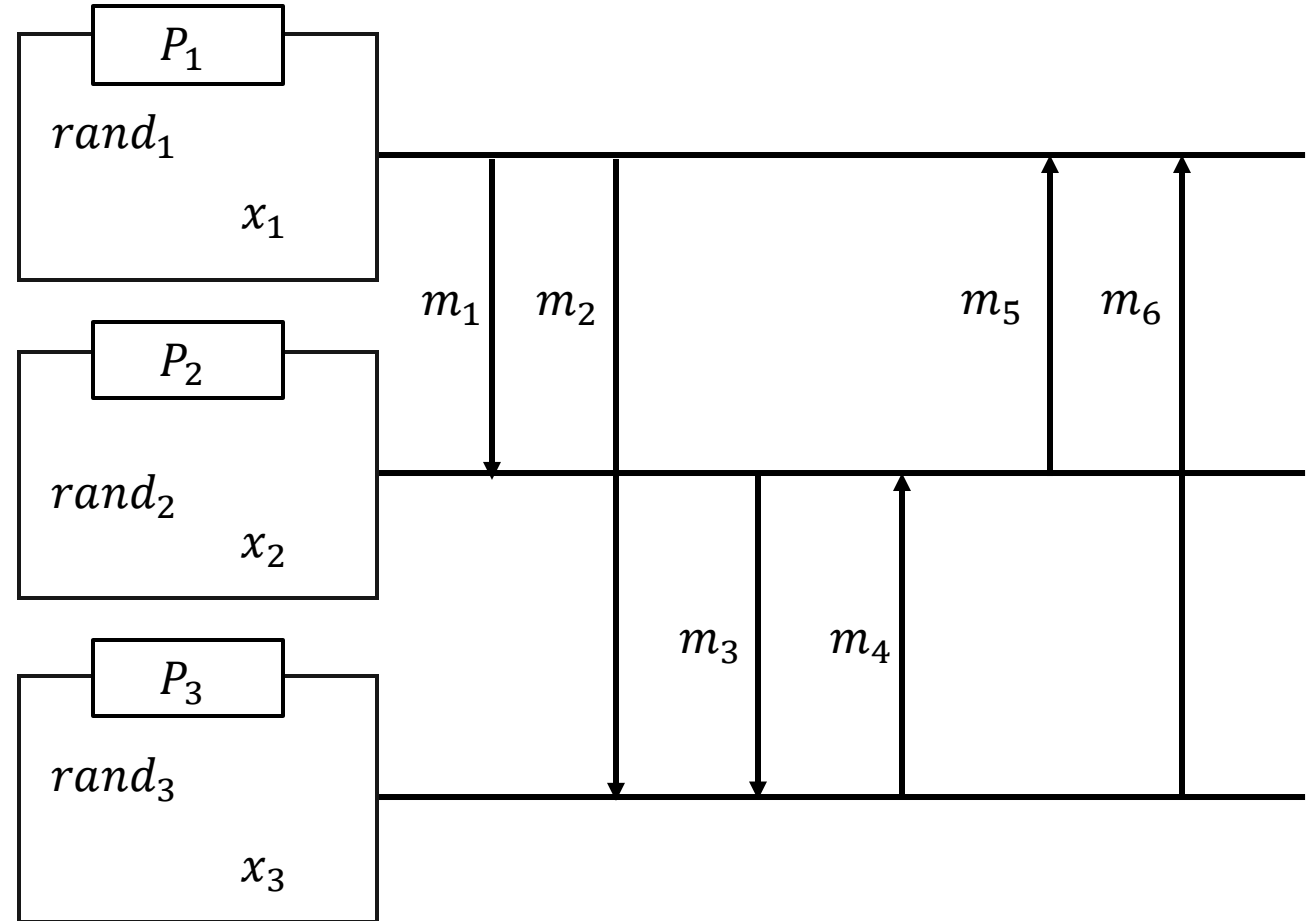 P₁
rand₁
x₁
m₁ m₂ m₅ m₆
P₂
rand₂
x₂
m₃ m₄
P₃
rand₃
x₃